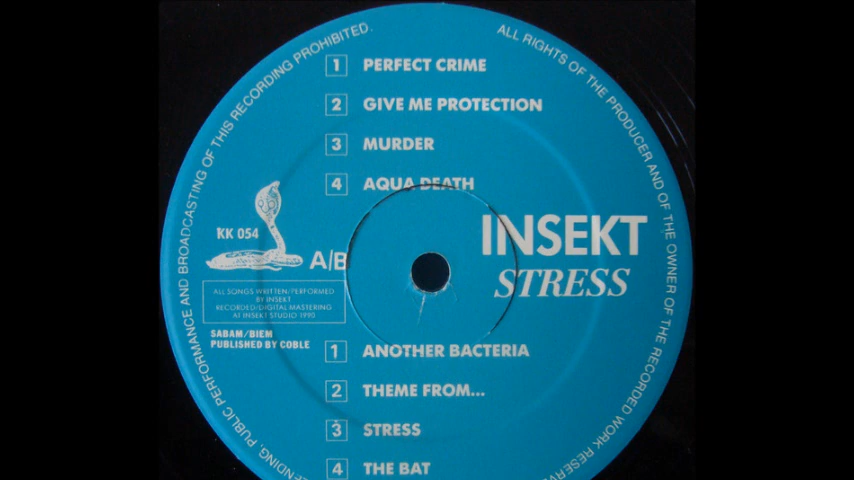 ENDING, PUBLIC PERFORMANCE AND BROADCASTING OF THIS RECORDING PROHIBITED.
ALL RIGHTS OF THE PRODUCER AND OF THE OWNER OF THE RECORDED WORK RESERVE
1 PERFECT CRIME
2 GIVE ME PROTECTION
3 MURDER
4 AQUA DEATH
KK 054
A/B
INSEKT
STRESS
ALL SONGS WRITTEN/PERFORMED
BY INSEKT
RECORDED/DIGITAL MASTERING
AT INSEKT STUDIO 1990
SABAM/BIEM
PUBLISHED BY COBLE
1 ANOTHER BACTERIA
2 THEME FROM...
3 STRESS
4 THE BAT